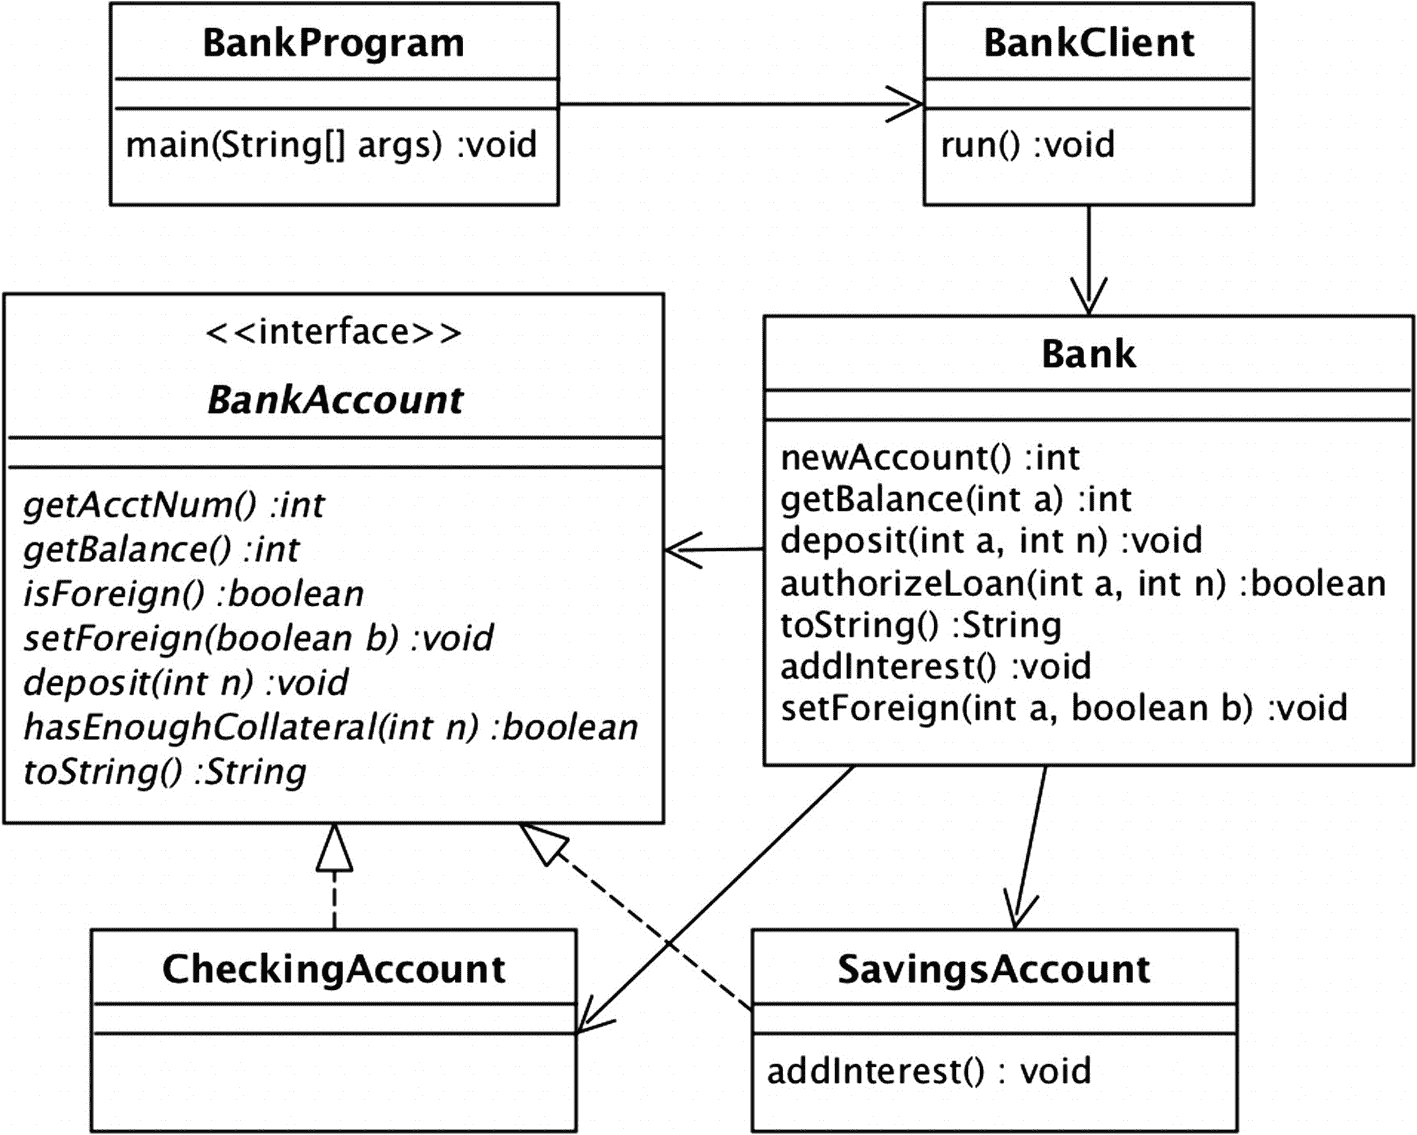 BankProgram
main(String[] args) :void
BankClient
run() :void
<<interface>>
BankAccount
getAcctNum() :int
getBalance() :int
isForeign() :boolean
setForeign(boolean b) :void
deposit(int n) :void
hasEnoughCollateral(int n) :boolean
toString() :String
Bank
newAccount() :int
getBalance(int a) :int
deposit(int a, int n) :void
authorizeLoan(int a, int n) :boolean
toString() :String
addInterest() :void
setForeign(int a, boolean b) :void
CheckingAccount
SavingsAccount
addInterest() : void